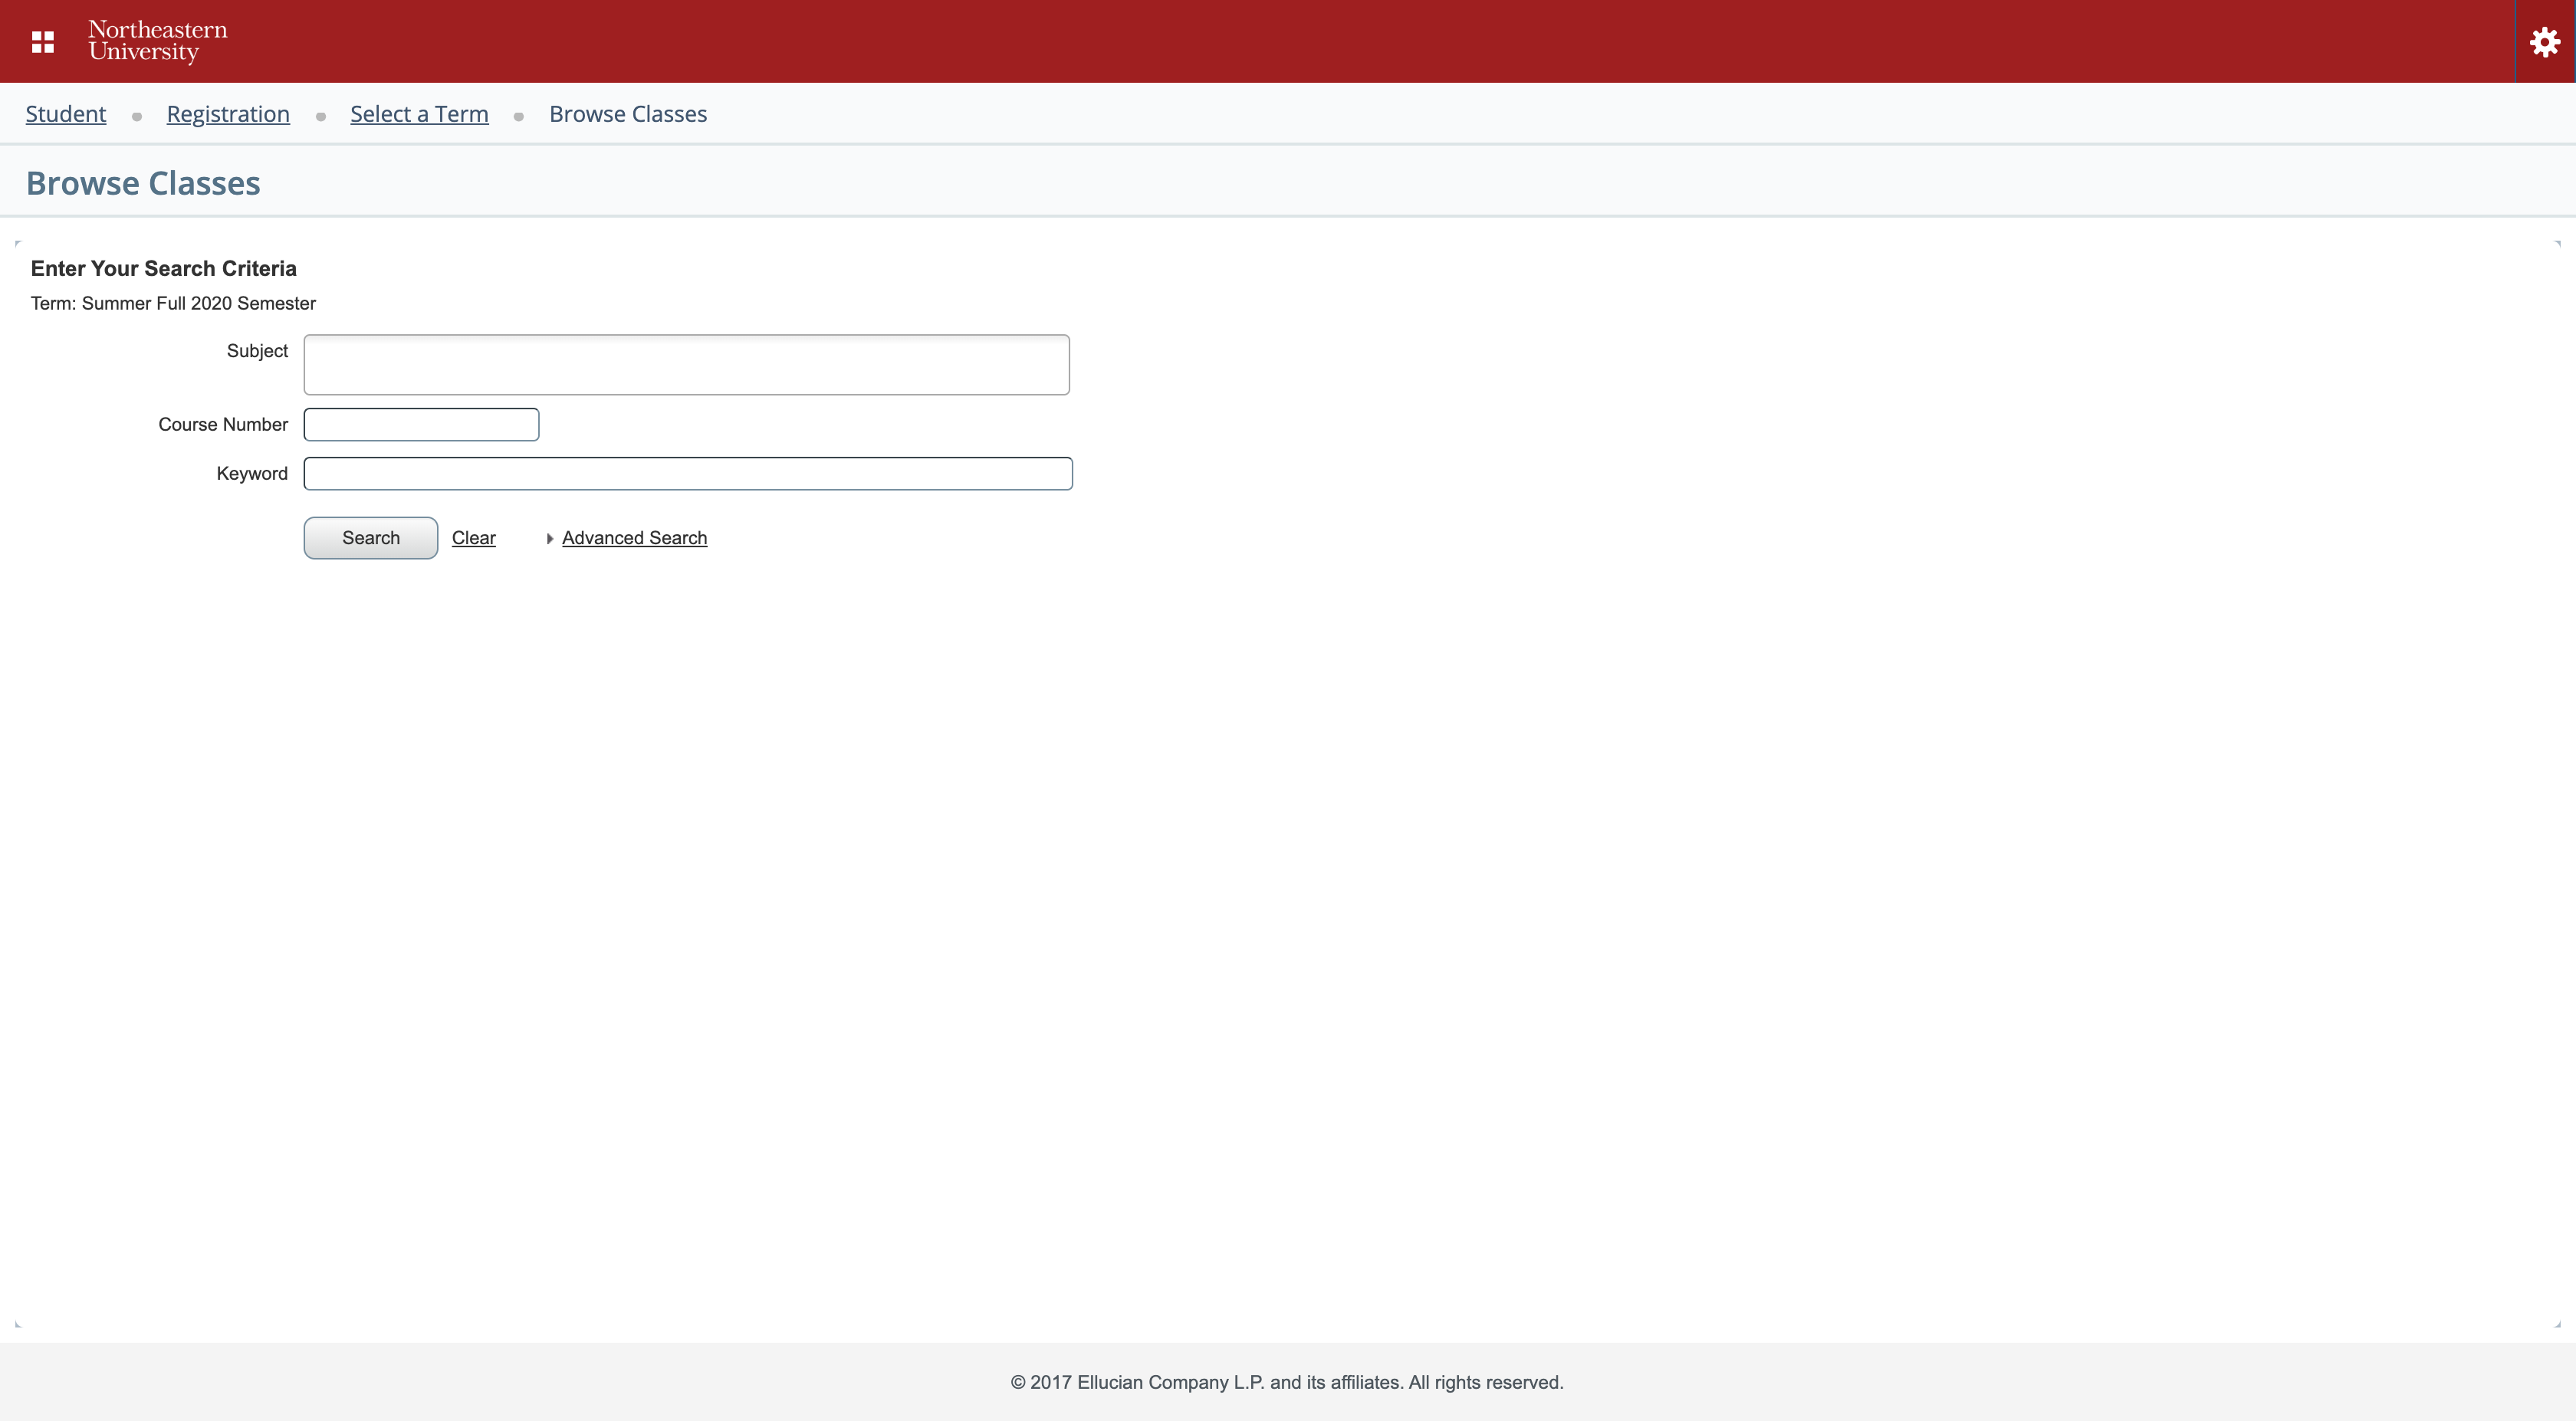 Northeastern
University
Student Registration Select a Term Browse Classes
Browse Classes
Enter Your Search Criteria
Term: Summer Full 2020 Semester
Subject
Course Number
Keyword
Search Clear Advanced Search
© 2017 Ellucian Company L.P. and its affiliates. All rights reserved.